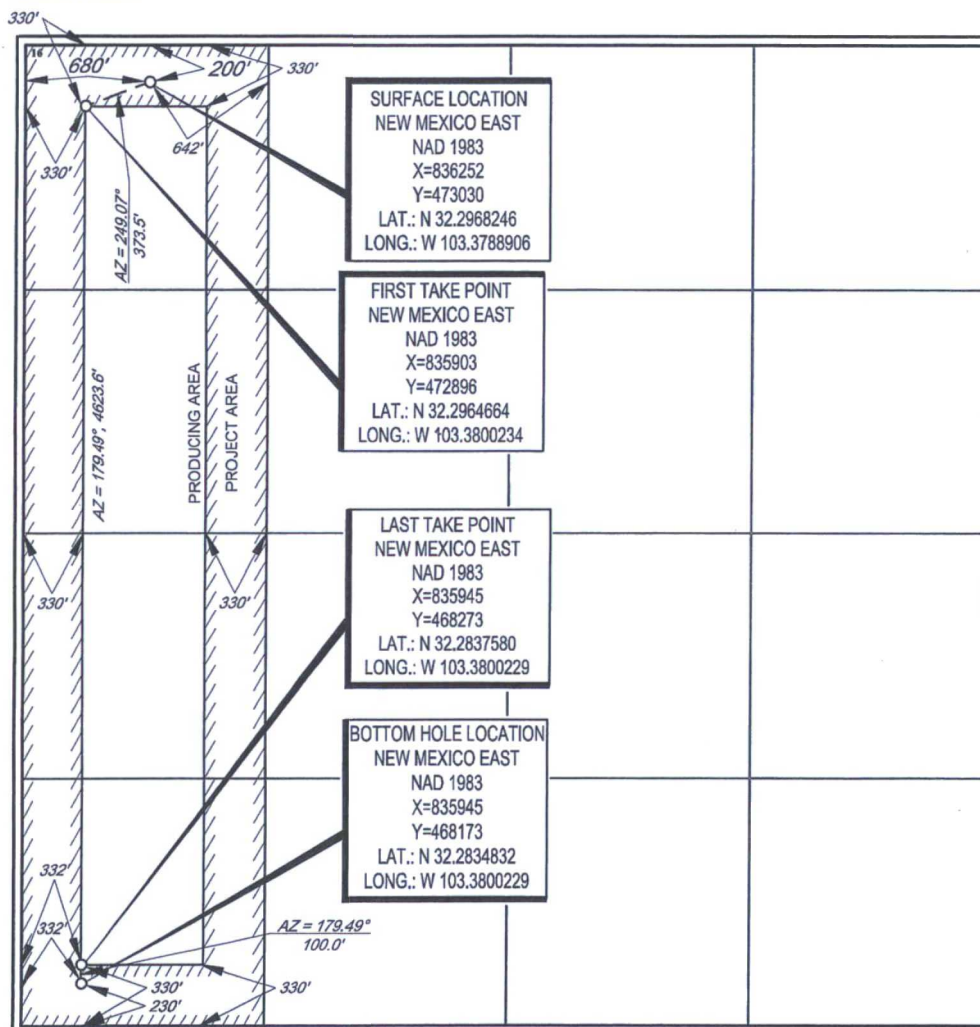 330'
16
680'
200'
330'
330'
642'
AZ = 249.07°
373.5'
SURFACE LOCATION
NEW MEXICO EAST
NAD 1983
X=836252
Y=473030
LAT.: N 32.2968246
LONG.: W 103.3788906
FIRST TAKE POINT
NEW MEXICO EAST
NAD 1983
X=835903
Y=472896
LAT.: N 32.2964664
LONG.: W 103.3800234
AZ = 179.49°, 4623.6'
PRODUCING AREA
PROJECT AREA
330'
330'
LAST TAKE POINT
NEW MEXICO EAST
NAD 1983
X=835945
Y=468273
LAT.: N 32.2837580
LONG.: W 103.3800229
BOTTOM HOLE LOCATION
NEW MEXICO EAST
NAD 1983
X=835945
Y=468173
LAT.: N 32.2834832
LONG.: W 103.3800229
332'
332'
AZ = 179.49°
100.0'
330'
230'
330'